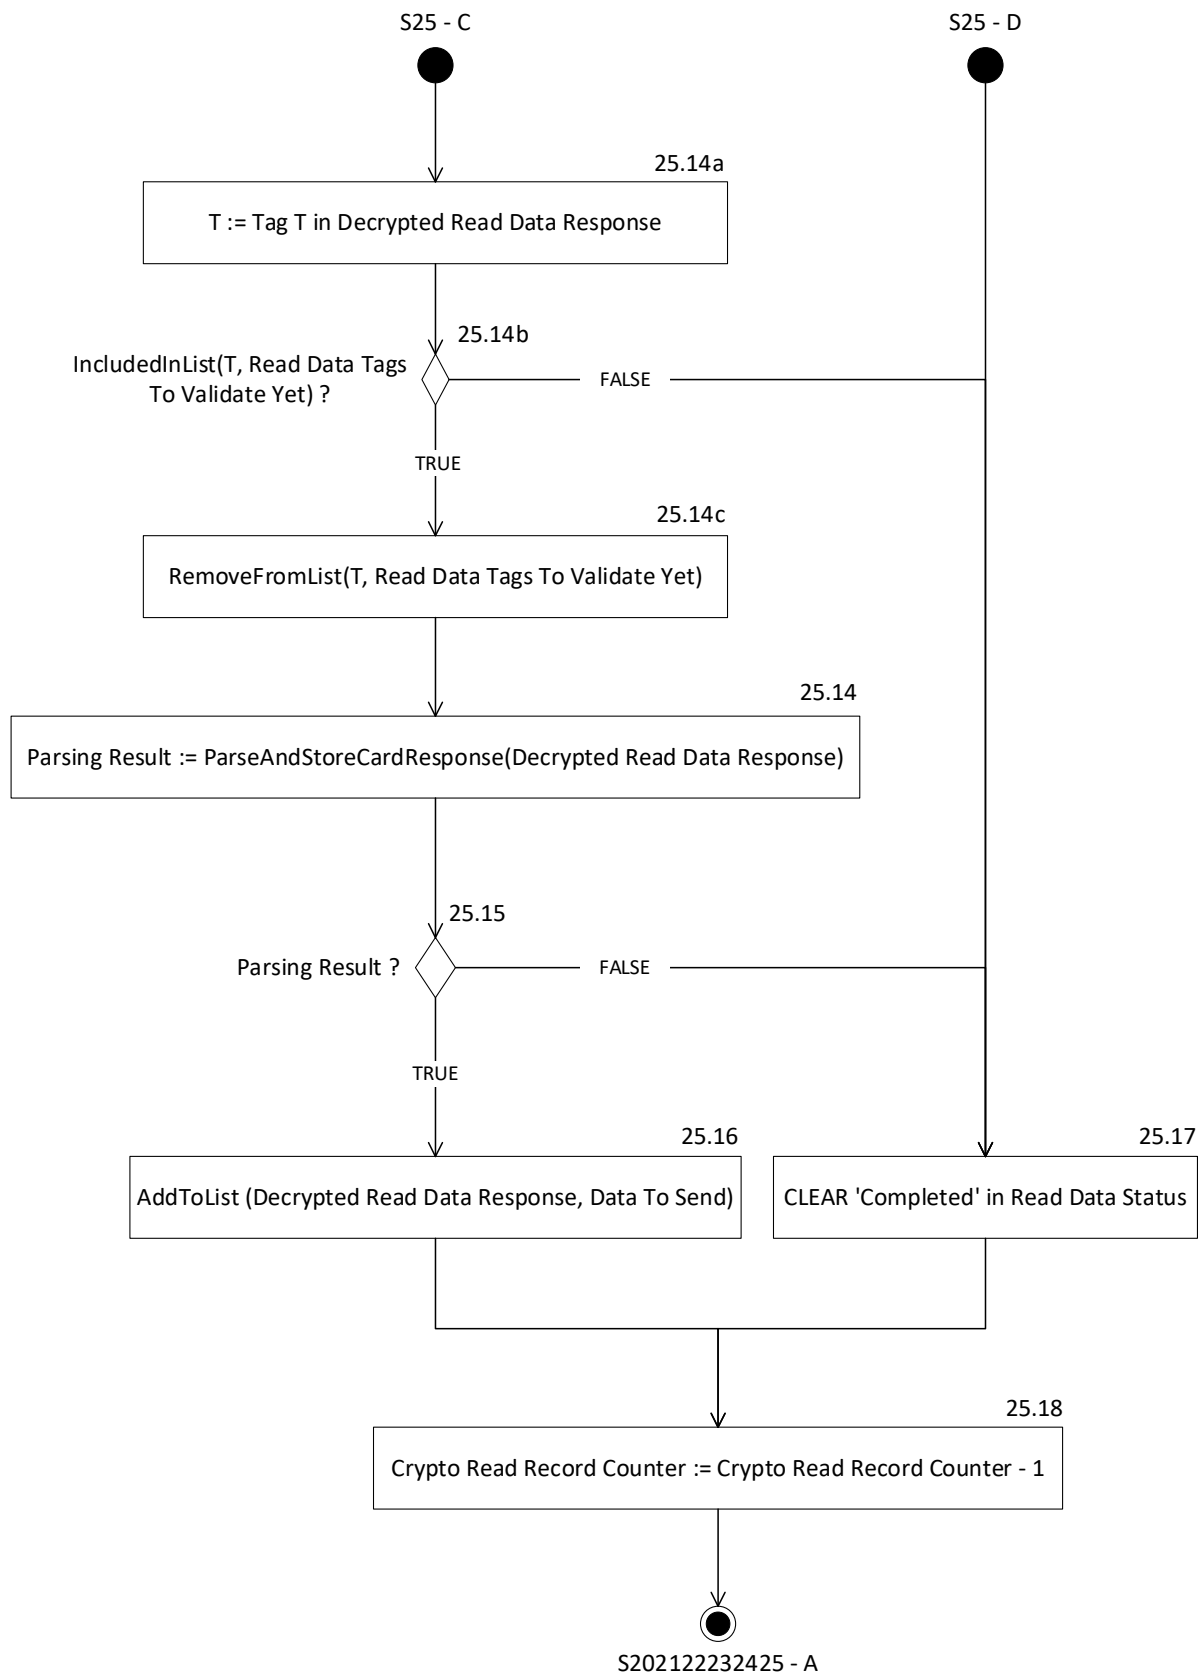 S25 - C
S25 - D
25.14a
T := Tag T in Decrypted Read Data Response
25.14b
IncludedInList(T, Read Data Tags
To Validate Yet) ?
FALSE
TRUE
25.14c
RemoveFromList(T, Read Data Tags To Validate Yet)
25.14
Parsing Result := ParseAndStoreCardResponse(Decrypted Read Data Response)
25.15
Parsing Result ?
FALSE
TRUE
25.16
25.17
AddToList (Decrypted Read Data Response, Data To Send)
CLEAR 'Completed' in Read Data Status
25.18
Crypto Read Record Counter := Crypto Read Record Counter - 1
S202122232425 - A